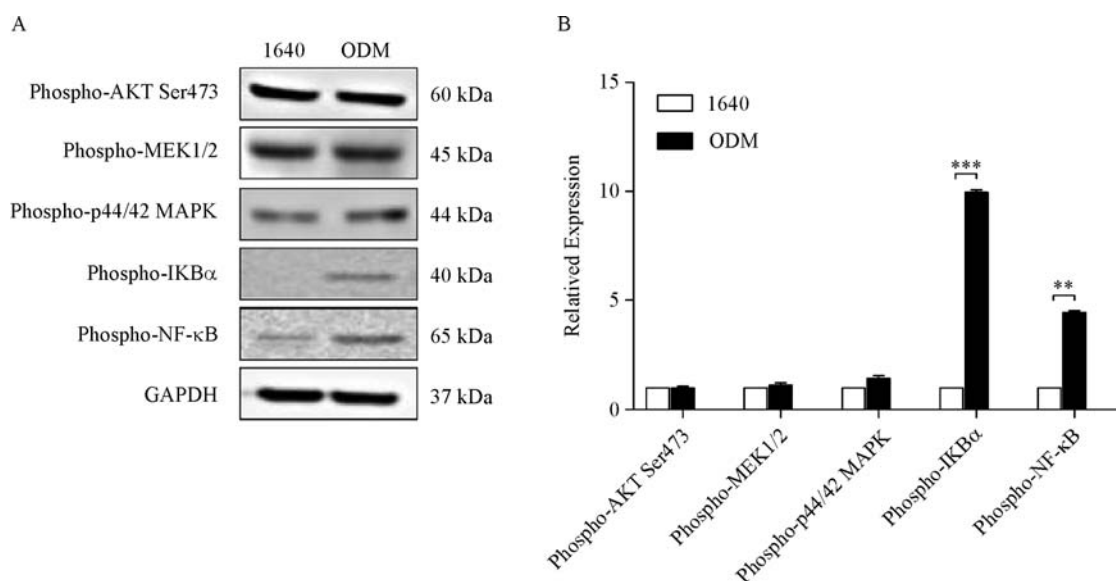 A
1640 ODM
Phospho-AKT Ser473 60 kDa
Phospho-MEK1/2 45 kDa
Phospho-p44/42 MAPK 44 kDa
Phospho-IKBα 40 kDa
Phospho-NF-κB 65 kDa
GAPDH 37 kDa
B
Relatived Expression
15
10
5
0
1640
ODM
***
**
Phospho-AKT Ser473
Phospho-MEK1/2
Phospho-p44/42 MAPK
Phospho-IKBα
Phospho-NF-κB